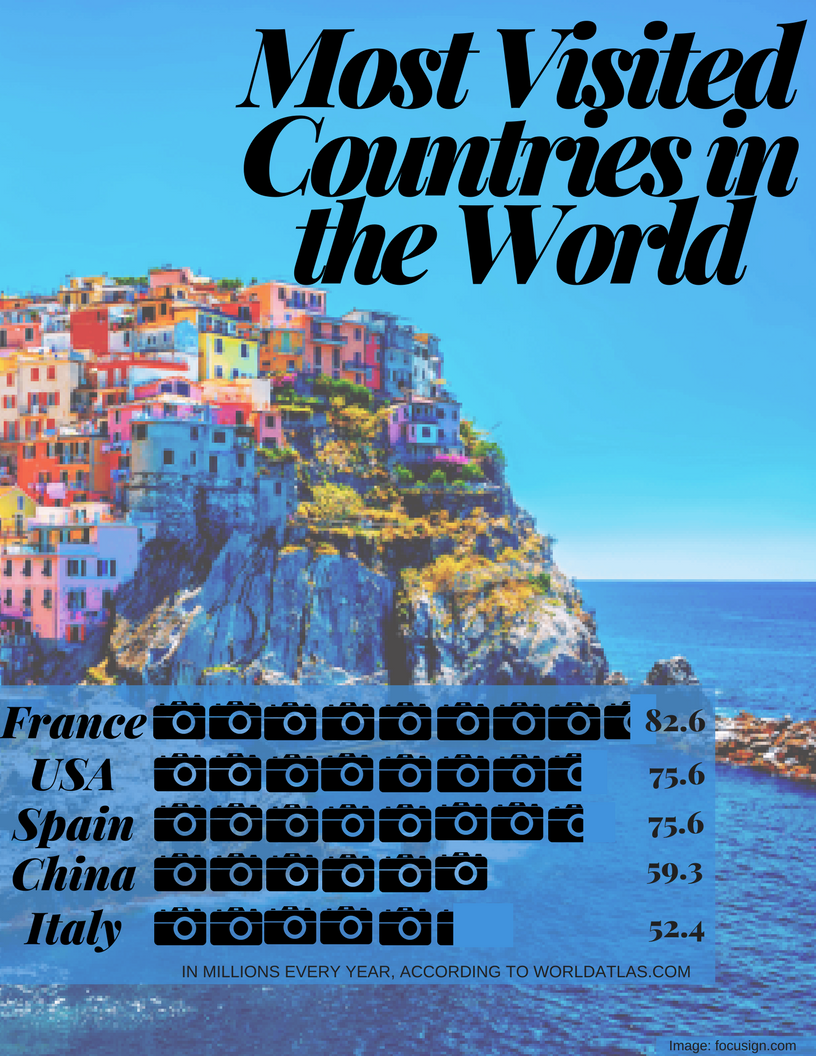 Most Visited
Countries in
the World
France 82.6
USA 75.6
Spain 75.6
China 59.3
Italy 52.4
IN MILLIONS EVERY YEAR, ACCORDING TO WORLDATLAS.COM
Image: focusign.com